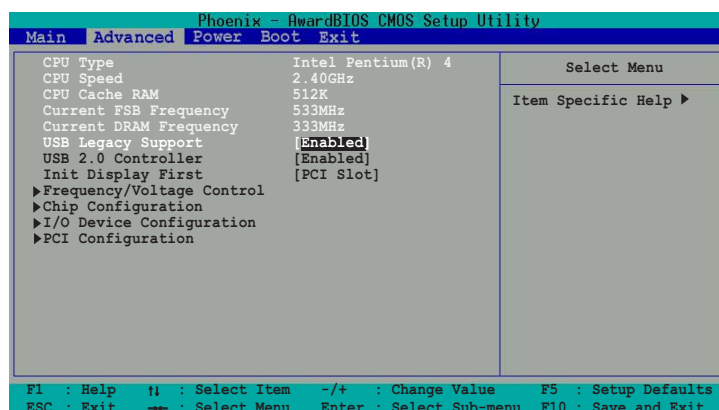 Phoenix - AwardBIOS CMOS Setup Utility
Main Advanced Power Boot Exit
CPU Type Intel Pentium(R) 4
CPU Speed 2.40GHz
CPU Cache RAM 512K
Current FSB Frequency 533MHz
Current DRAM Frequency 333MHz
USB Legacy Support [Enabled]
USB 2.0 Controller [Enabled]
Init Display First [PCI Slot]
▶Frequency/Voltage Control
▶Chip Configuration
▶I/O Device Configuration
▶PCI Configuration
Select Menu
Item Specific Help ▶
F1 : Help ↑↓ : Select Item -/+ : Change Value F5 : Setup Defaults
ESC : Exit : Select Menu Enter : Select Sub-menu F10 : Save and Exit